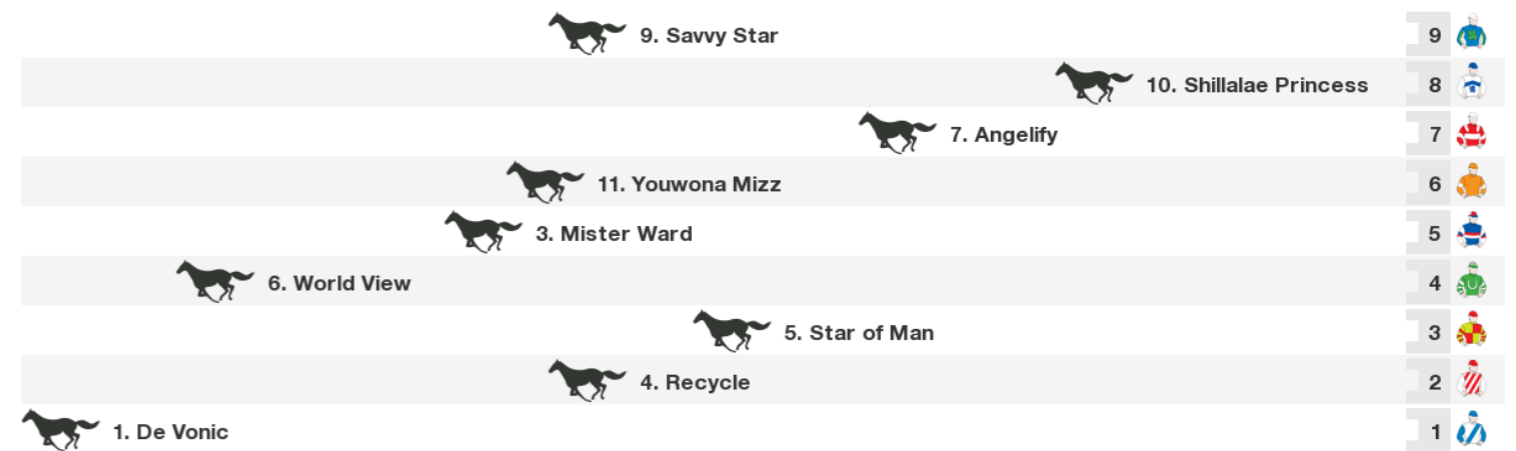 9. Savvy Star 9
10. Shillalae Princess 8
7. Angelify 7
11. Youwona Mizz 6
3. Mister Ward 5
6. World View 4
5. Star of Man 3
4. Recycle 2
1. De Vonic 1